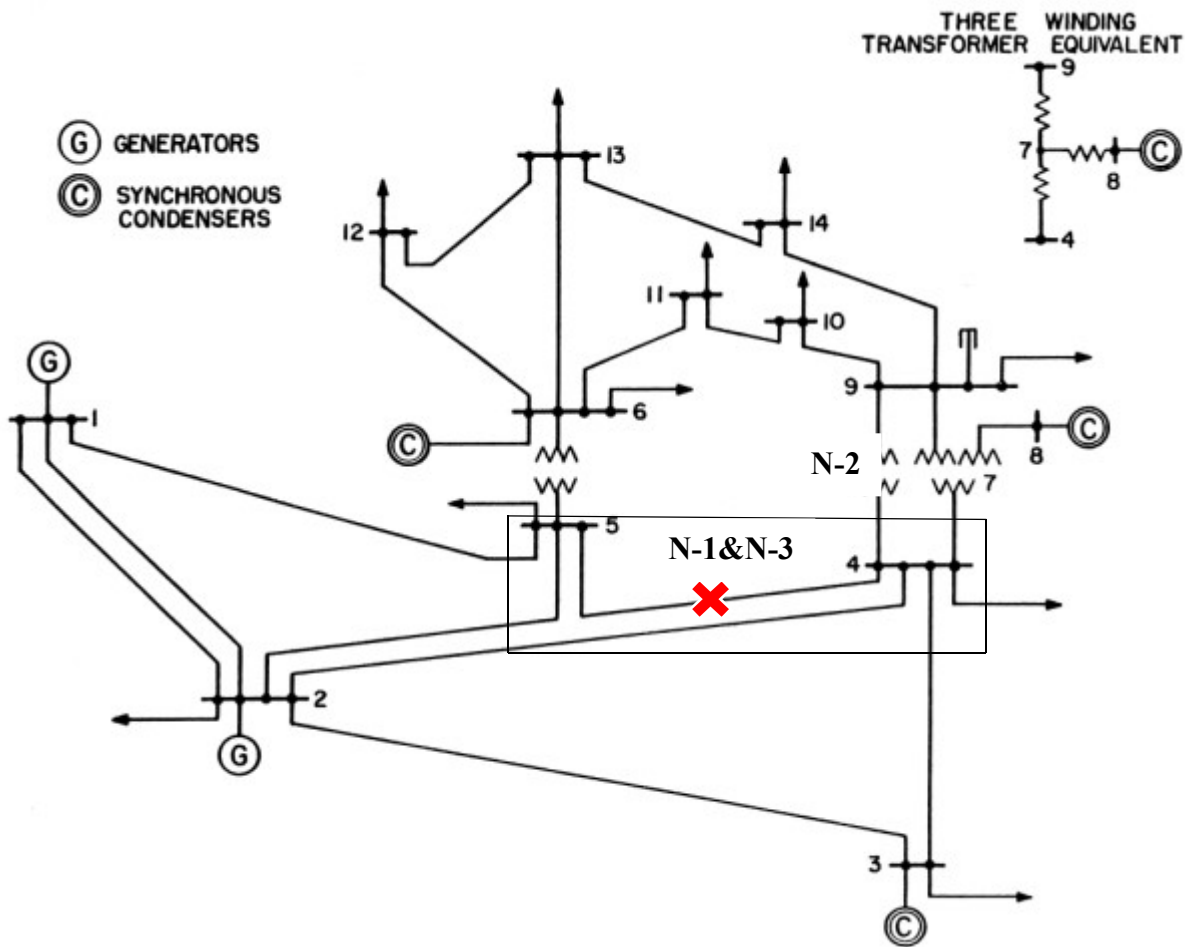 THREE WINDING
TRANSFORMER EQUIVALENT
9
7
C
8
4
G GENERATORS
C SYNCHRONOUS
CONDENSERS
13
12
14
11
10
G
1
9
6
C
C
8
N-2
7
5
N-1&N-3
4
2
G
3
C